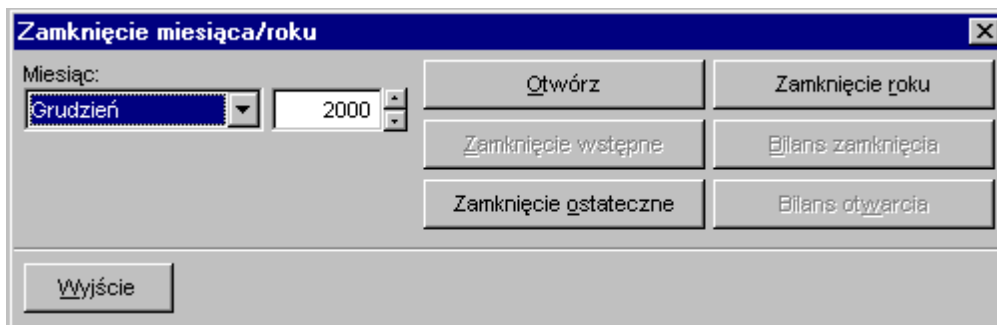 Zamknięcie miesiąca/roku
Miesiąc:
Grudzień 2000
Otwórz
Zamknięcie roku
Zamknięcie wstępne
Bilans zamknięcia
Zamknięcie ostateczne
Bilans otwarcia
Wyjście